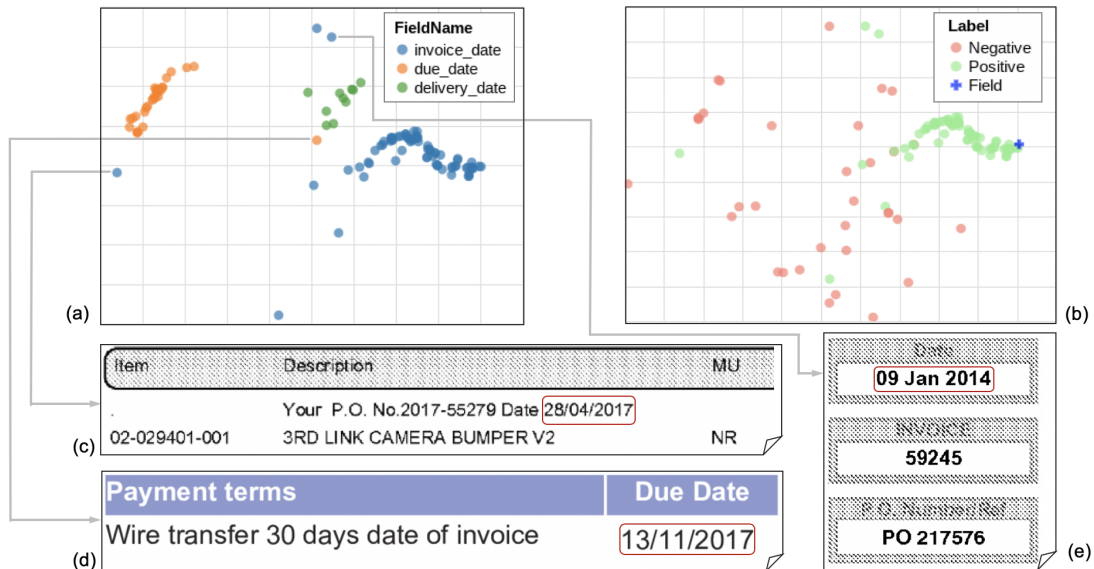 FieldName
invoice_date
due_date
delivery_date
Label
Negative
Positive
Field
(a)
(b)
Item Description MU
. Your P.O. No.2017-55279 Date 28/04/2017
02-029401-001 3RD LINK CAMERA BUMPER V2 NR
(c)
Payment terms Due Date
Wire transfer 30 days date of invoice 13/11/2017
(d)
Date
09 Jan 2014
INVOICE
59245
P.O. Number/Ref
PO 217576
(e)